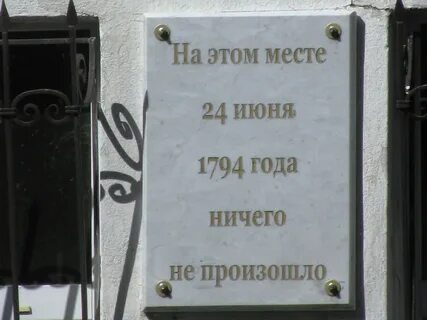 На этом месте
24 июня
1794 года
ничего
не произошло